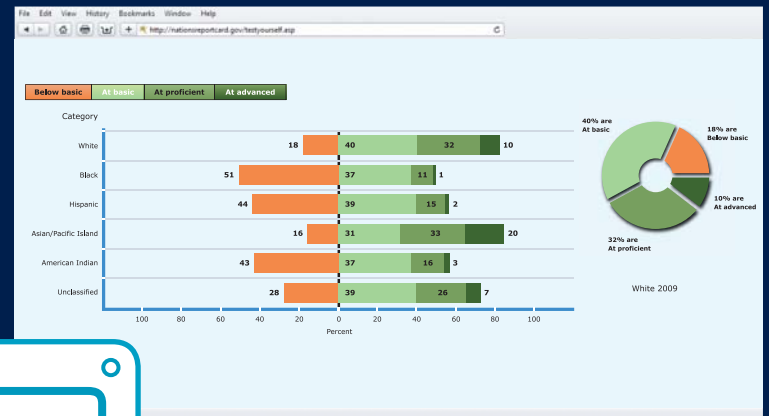 File Edit View History Bookmarks Window Help
http://nationsreportcard.gov/testyourself.asp
Below basic At basic At proficient At advanced
Category
White 18 40 32 10
Black 51 37 11 1
Hispanic 44 39 15 2
Asian/Pacific Island 16 31 33 20
American Indian 43 37 16 3
Unclassified 28 39 26 7
100 80 60 40 20 0 20 40 60 80 100
Percent
40% are
At basic
18% are
Below basic
10% are
At advanced
32% are
At proficient
White 2009